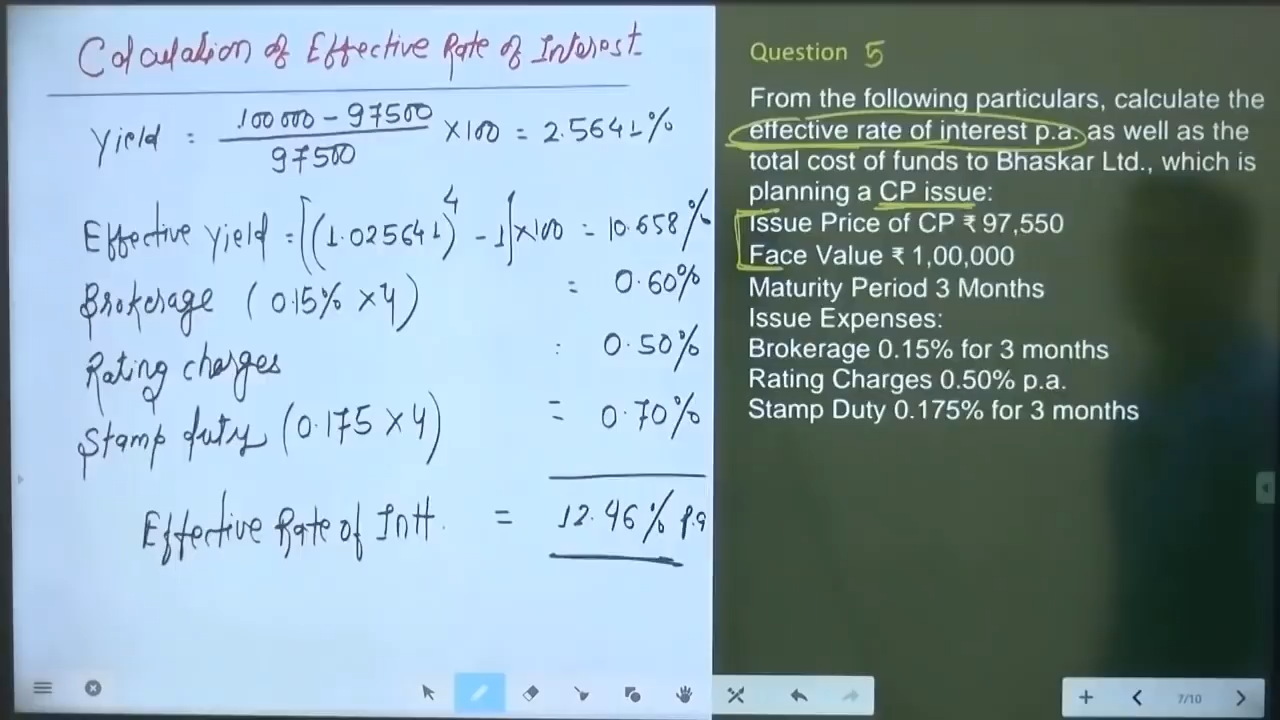 Calculation of Effective Rate of Interest
Yield : 100000 - 97500 / 97500 ×100 = 2.5641%
Effective Yield = [(1.025641)^4 - 1] ×100 = 10.658%
Brokerage (0.15% ×4) = 0.60%
Rating charges : 0.50%
Stamp duty (0.175 ×4) = 0.70%
Effective Rate of Intt. = 12.46% p.a
Question 5
From the following particulars, calculate the
effective rate of interest p.a. as well as the
total cost of funds to Bhaskar Ltd., which is
planning a CP issue:
Issue Price of CP ₹ 97,550
Face Value ₹ 1,00,000
Maturity Period 3 Months
Issue Expenses:
Brokerage 0.15% for 3 months
Rating Charges 0.50% p.a.
Stamp Duty 0.175% for 3 months
7/10